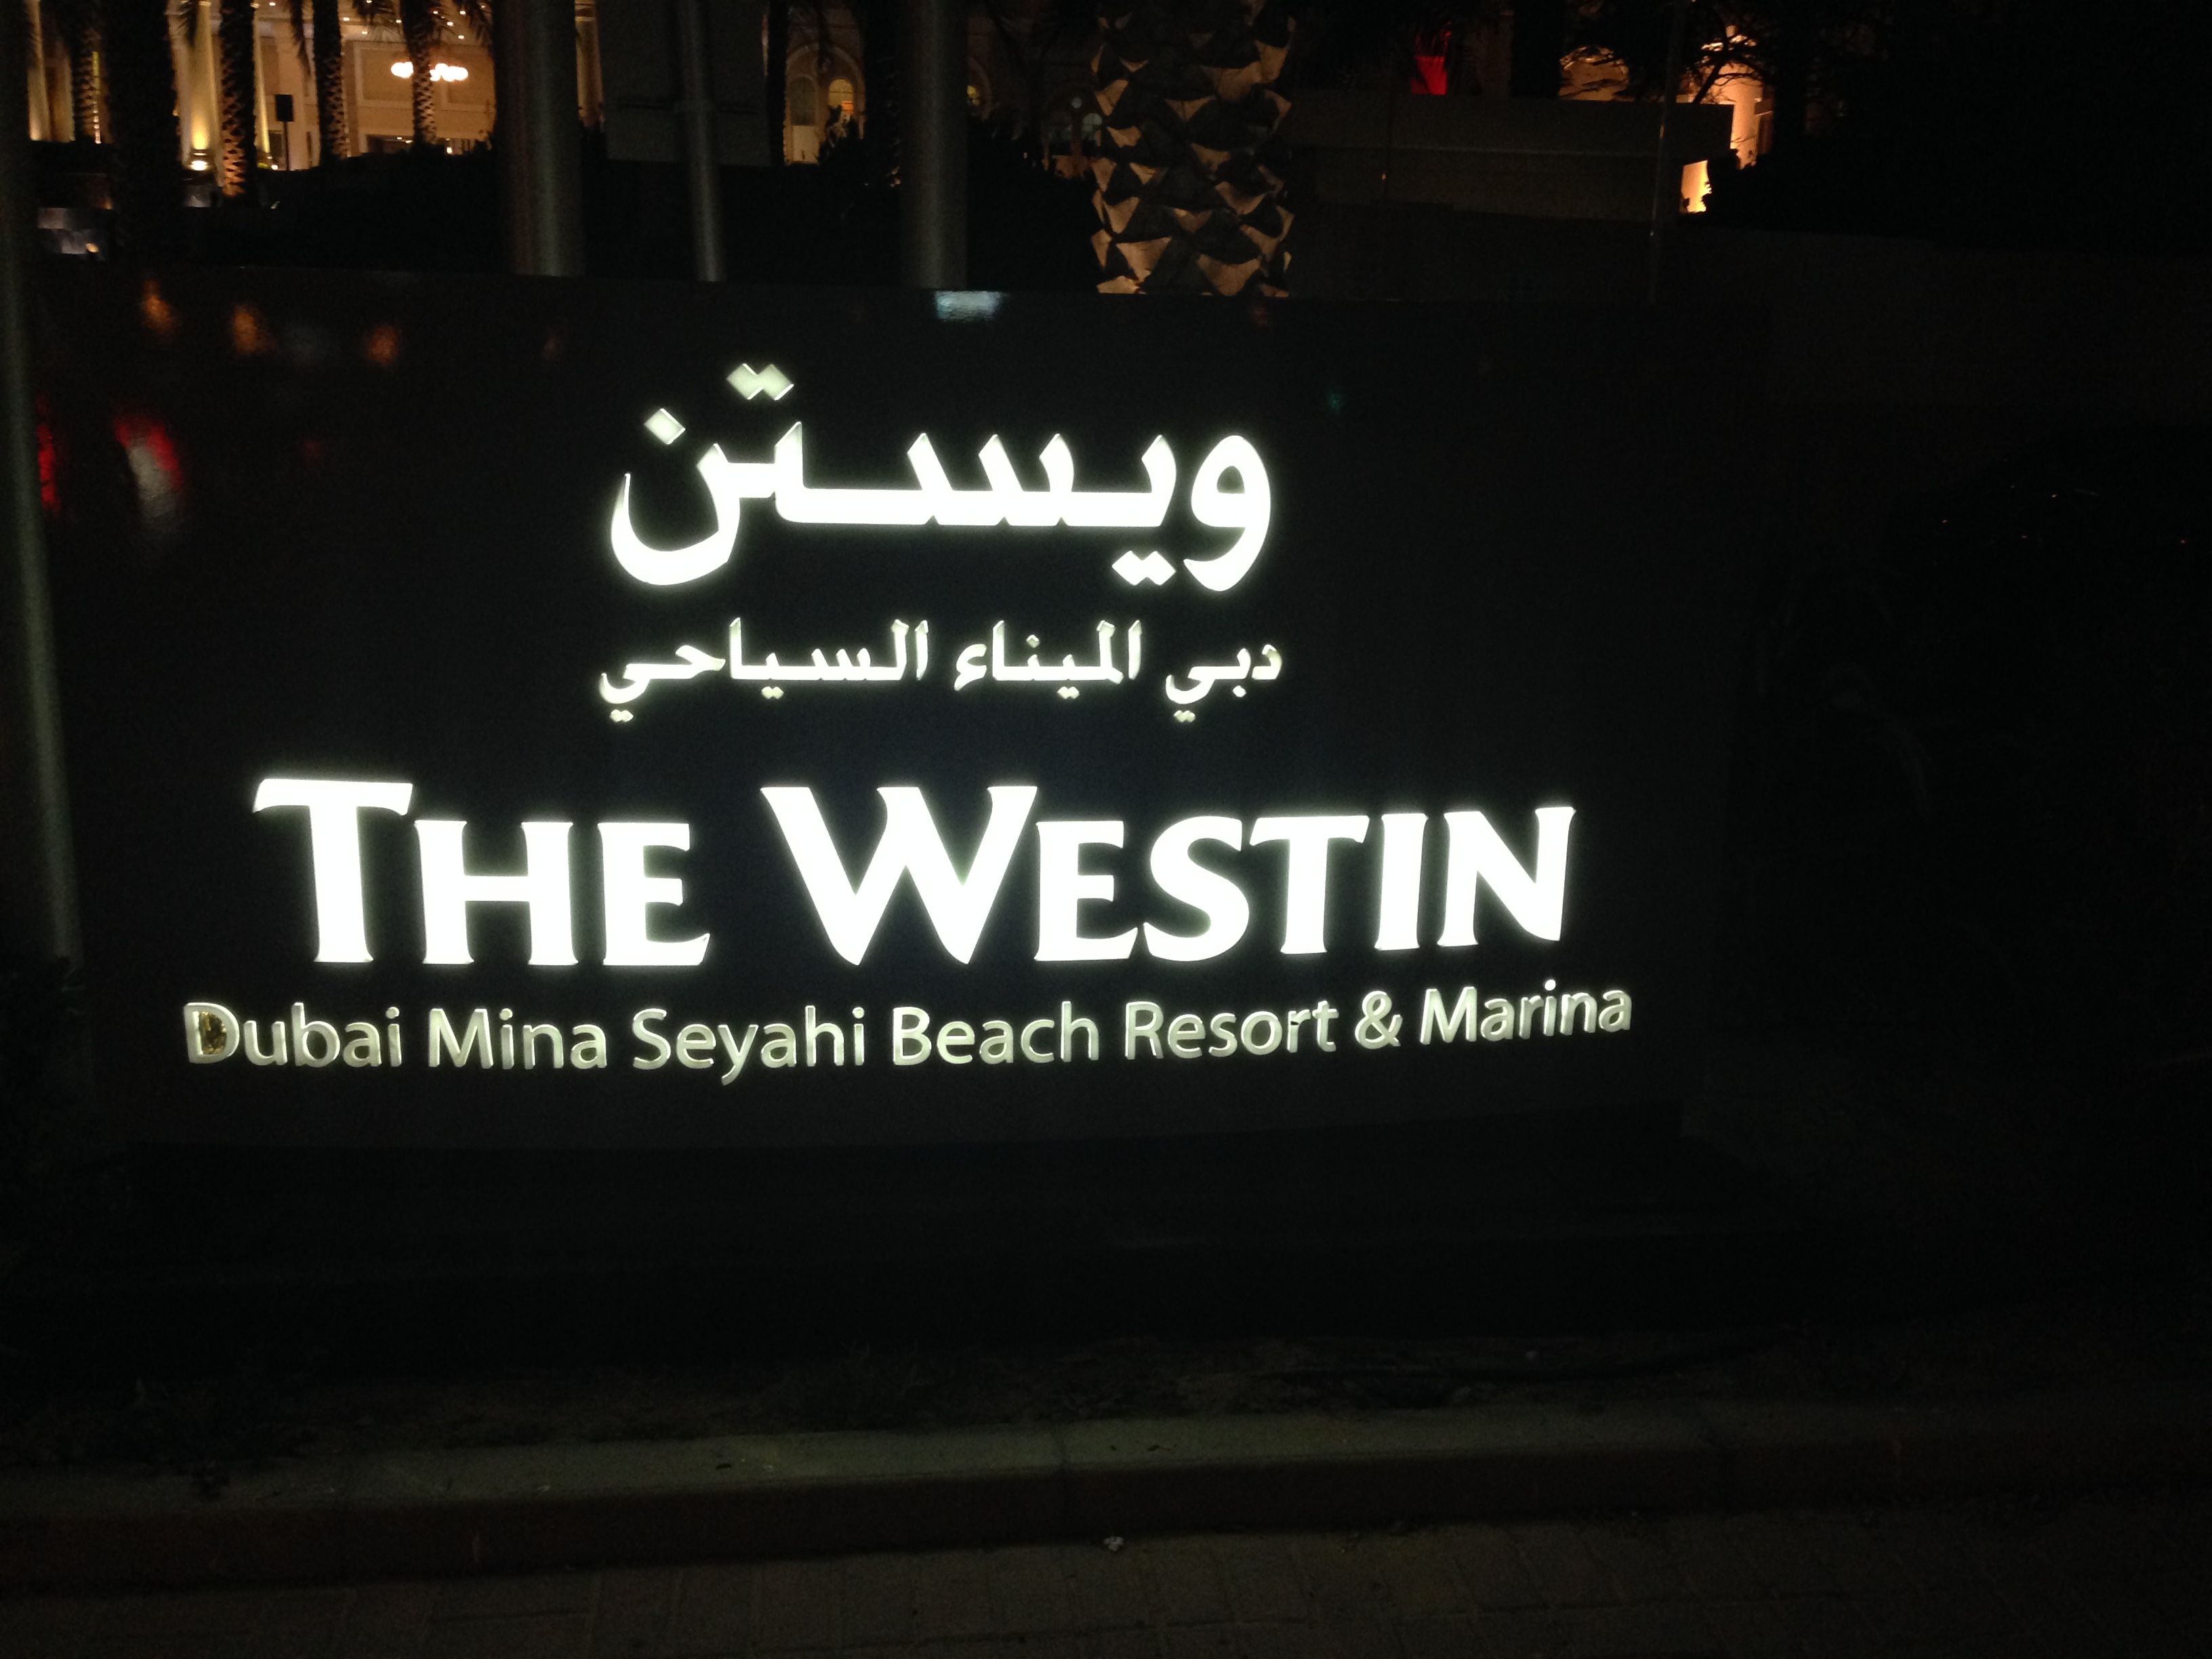 ويستن
دبي الميناء السياحي
THE WESTIN
Dubai Mina Seyahi Beach Resort & Marina